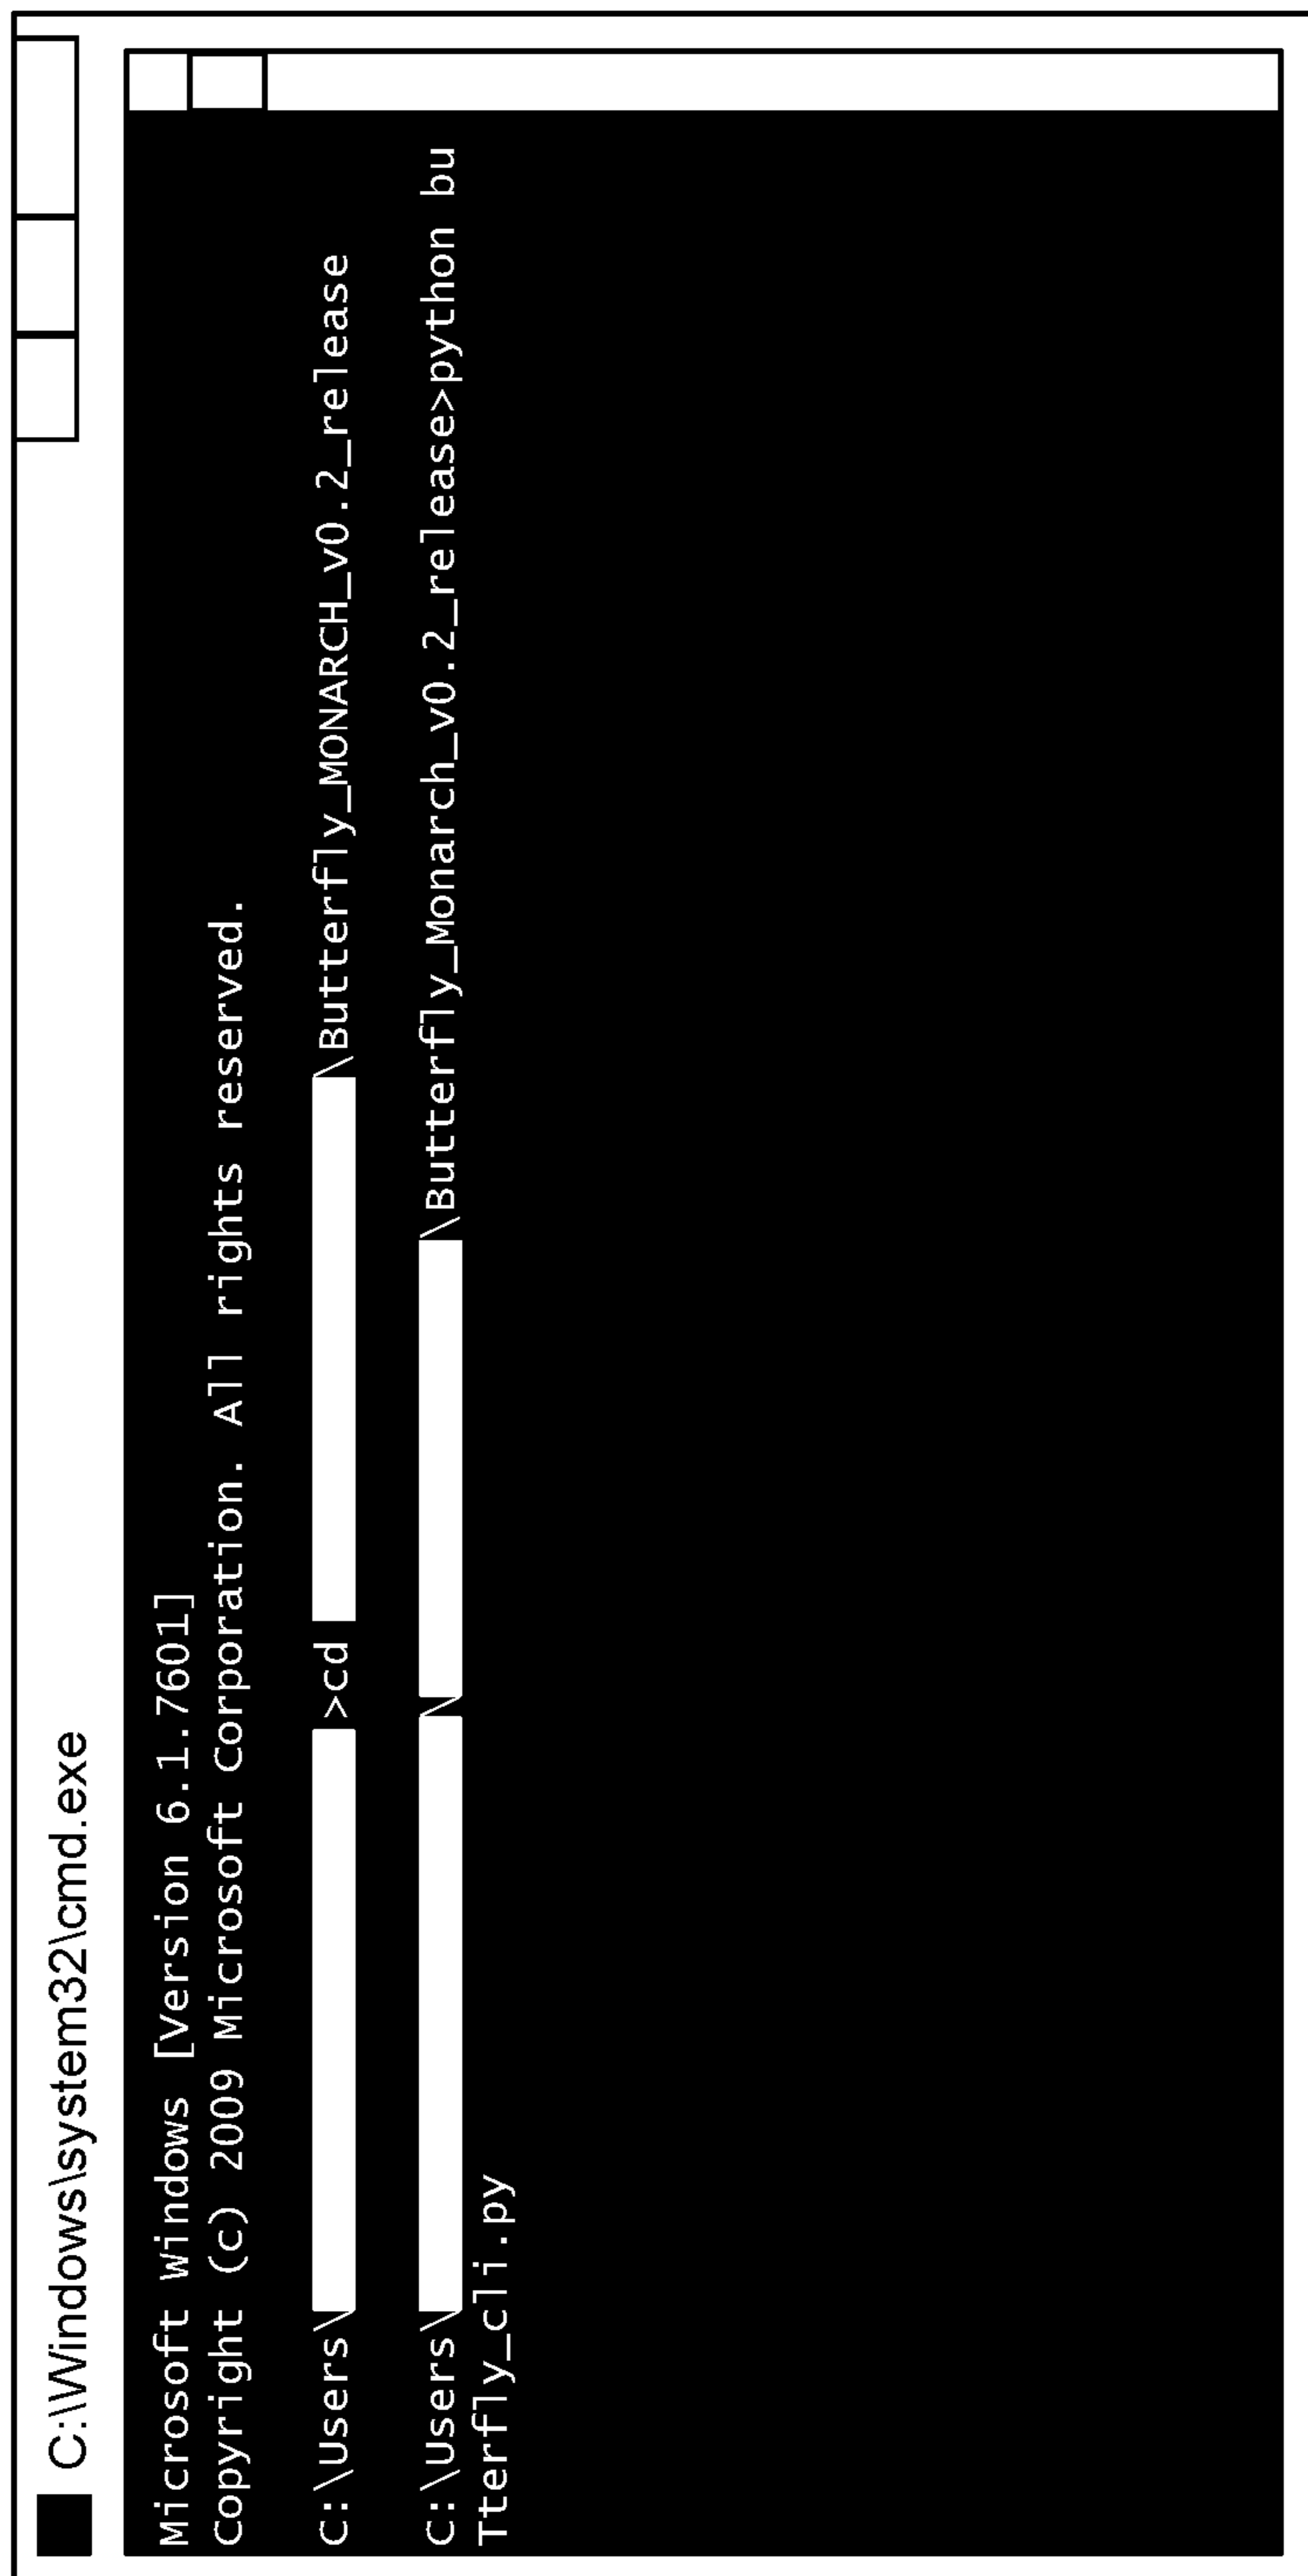 C:\Windows\system32\cmd.exe
Microsoft Windows [Version 6.1.7601]
Copyright (c) 2009 Microsoft Corporation. All rights reserved.
C:\Users\ >cd \Butterfly_MONARCH_v0.2_release
C:\Users\ \ \Butterfly_Monarch_v0.2_release>python bu
Tterfly_cli.py